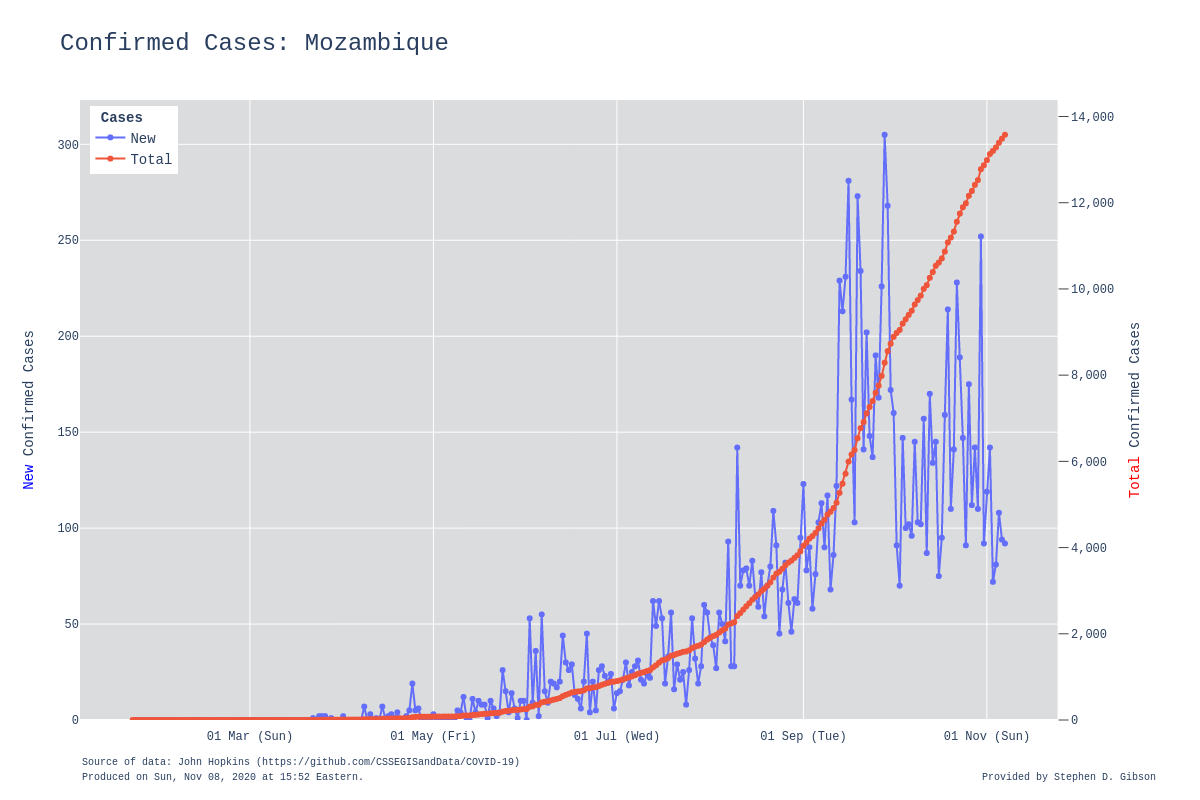 Confirmed Cases: Mozambique
Cases
New
Total
300
250
200
150
100
50
0
14,000
12,000
10,000
8,000
6,000
4,000
2,000
0
New Confirmed Cases
Total Confirmed Cases
01 Mar (Sun)
01 May (Fri)
01 Jul (Wed)
01 Sep (Tue)
01 Nov (Sun)
Source of data: John Hopkins (https://github.com/CSSEGISandData/COVID-19)
Produced on Sun, Nov 08, 2020 at 15:52 Eastern.
Provided by Stephen D. Gibson